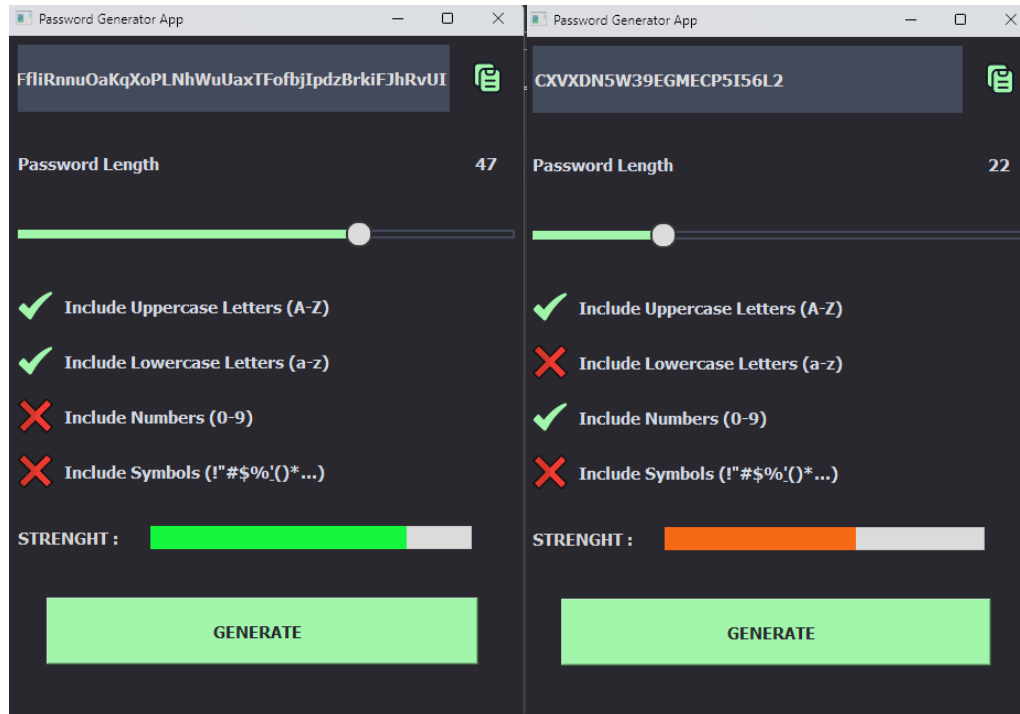 Password Generator App
FfliRnnuOaKqXoPLNhWuUaxTFofbjIpdzBrkiFJhRvUI
Password Length 47
Include Uppercase Letters (A-Z)
Include Lowercase Letters (a-z)
Include Numbers (0-9)
Include Symbols (!"#$%_'()*...)
STRENGHT :
GENERATE
Password Generator App
CXVXDN5W39EGMECP5I56L2
Password Length 22
Include Uppercase Letters (A-Z)
Include Lowercase Letters (a-z)
Include Numbers (0-9)
Include Symbols (!"#$%_'()*...)
STRENGHT :
GENERATE